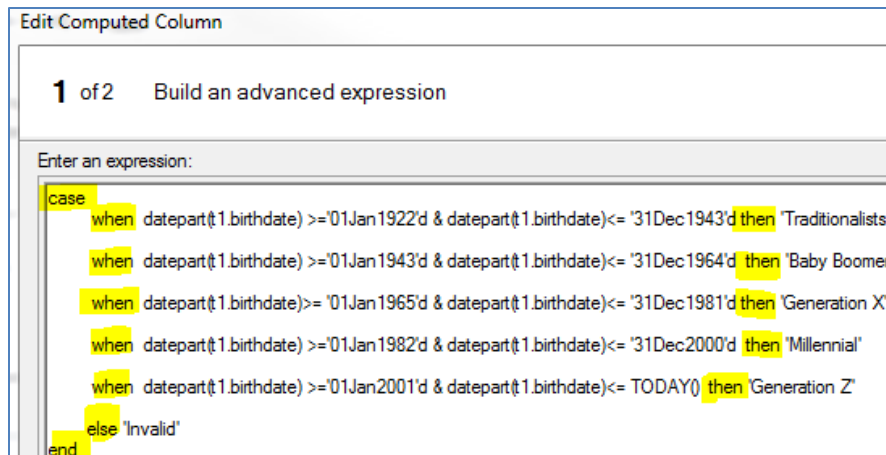 Edit Computed Column
1 of 2 Build an advanced expression
Enter an expression:
case
when datepart(t1.birthdate) >='01Jan1922'd & datepart(t1.birthdate)<= '31Dec1943'd then 'Traditionalists
when datepart(t1.birthdate) >='01Jan1943'd & datepart(t1.birthdate)<= '31Dec1964'd then 'Baby Boomer
when datepart(t1.birthdate)>= '01Jan1965'd & datepart(t1.birthdate)<= '31Dec1981'd then 'Generation X'
when datepart(t1.birthdate) >='01Jan1982'd & datepart(t1.birthdate)<= '31Dec2000'd then 'Millennial'
when datepart(t1.birthdate) >='01Jan2001'd & datepart(t1.birthdate)<= TODAY() then 'Generation Z'
else 'Invalid'
end